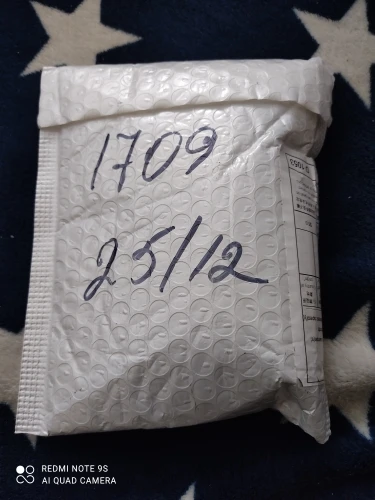 1709
25/12
REDMI NOTE 9S
AI QUAD CAMERA